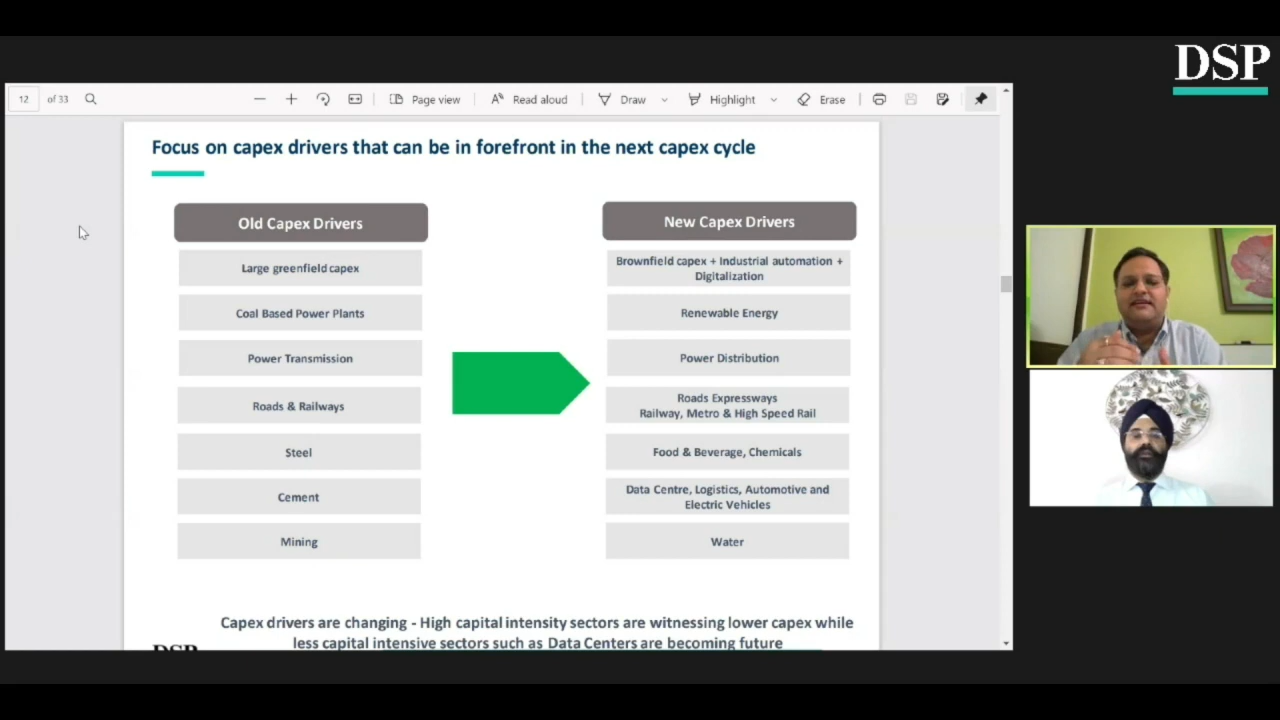 DSP
12 of 33
Page view
Read aloud
Draw
Highlight
Erase
Focus on capex drivers that can be in forefront in the next capex cycle
Old Capex Drivers
Large greenfield capex
Coal Based Power Plants
Power Transmission
Roads & Railways
Steel
Cement
Mining
New Capex Drivers
Brownfield capex + Industrial automation +
Digitalization
Renewable Energy
Power Distribution
Roads Expressways
Railway, Metro & High Speed Rail
Food & Beverage, Chemicals
Data Centre, Logistics, Automotive and
Electric Vehicles
Water
Capex drivers are changing - High capital intensity sectors are witnessing lower capex while
less capital intensive sectors such as Data Centers are becoming future
DSP